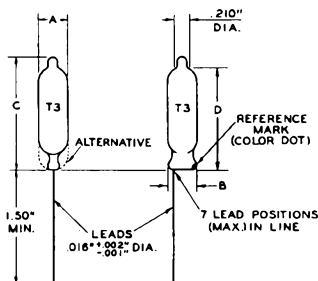 A
.210"
DIA.
C
T3
T3
D
ALTERNATIVE
REFERENCE
MARK
(COLOR DOT)
B
1.50"
MIN.
LEADS
.016" +.002" -.001" DIA.
7 LEAD POSITIONS
(MAX.) IN LINE